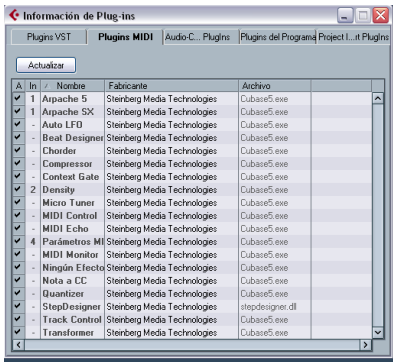 Información de Plug-ins
Plugins VST Plugins MIDI Audio-C... PlugIns Plugins del Programa Project I...rt PlugIns
Actualizar
A In / Nombre Fabricante Archivo
1 Arpache 5 Steinberg Media Technologies Cubase5.exe
1 Arpache SX Steinberg Media Technologies Cubase5.exe
- Auto LFO Steinberg Media Technologies Cubase5.exe
- Beat Designer Steinberg Media Technologies Cubase5.exe
- Chorder Steinberg Media Technologies Cubase5.exe
- Compressor Steinberg Media Technologies Cubase5.exe
- Context Gate Steinberg Media Technologies Cubase5.exe
2 Density Steinberg Media Technologies Cubase5.exe
- Micro Tuner Steinberg Media Technologies Cubase5.exe
- MIDI Control Steinberg Media Technologies Cubase5.exe
- MIDI Echo Steinberg Media Technologies Cubase5.exe
4 Parámetros MI Steinberg Media Technologies Cubase5.exe
- MIDI Monitor Steinberg Media Technologies Cubase5.exe
- Ningún Efecto Steinberg Media Technologies Cubase5.exe
- Nota a CC Steinberg Media Technologies Cubase5.exe
- Quantizer Steinberg Media Technologies Cubase5.exe
- StepDesigner Steinberg Media Technologies stepdesigner.dll
- Track Control Steinberg Media Technologies Cubase5.exe
- Transformer Steinberg Media Technologies Cubase5.exe